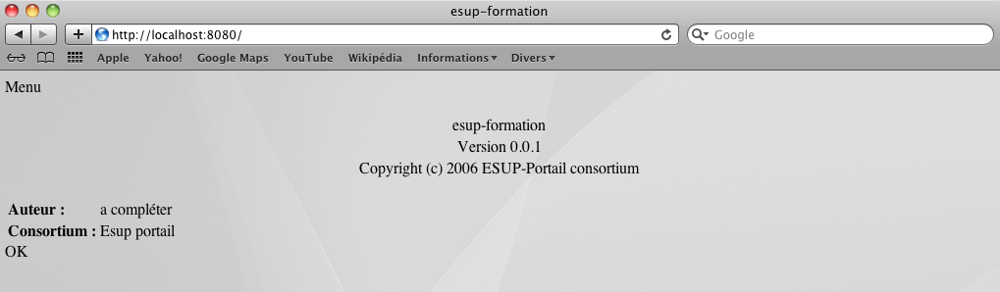 esup-formation
http://localhost:8080/
Google
Apple Yahoo! Google Maps YouTube Wikipédia Informations Divers
Menu
esup-formation
Version 0.0.1
Copyright (c) 2006 ESUP-Portail consortium
Auteur : a compléter
Consortium : Esup portail
OK